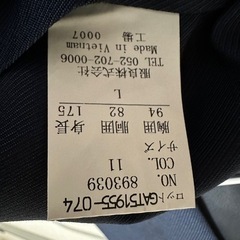 ロット
GAT51955-074
NO. 893039
COL. 11
サイズ
胸囲 胴囲 身長
94 82 175
L
服良株式会社
TEL 052-702-0006
Made in Vietnam
工場 0007